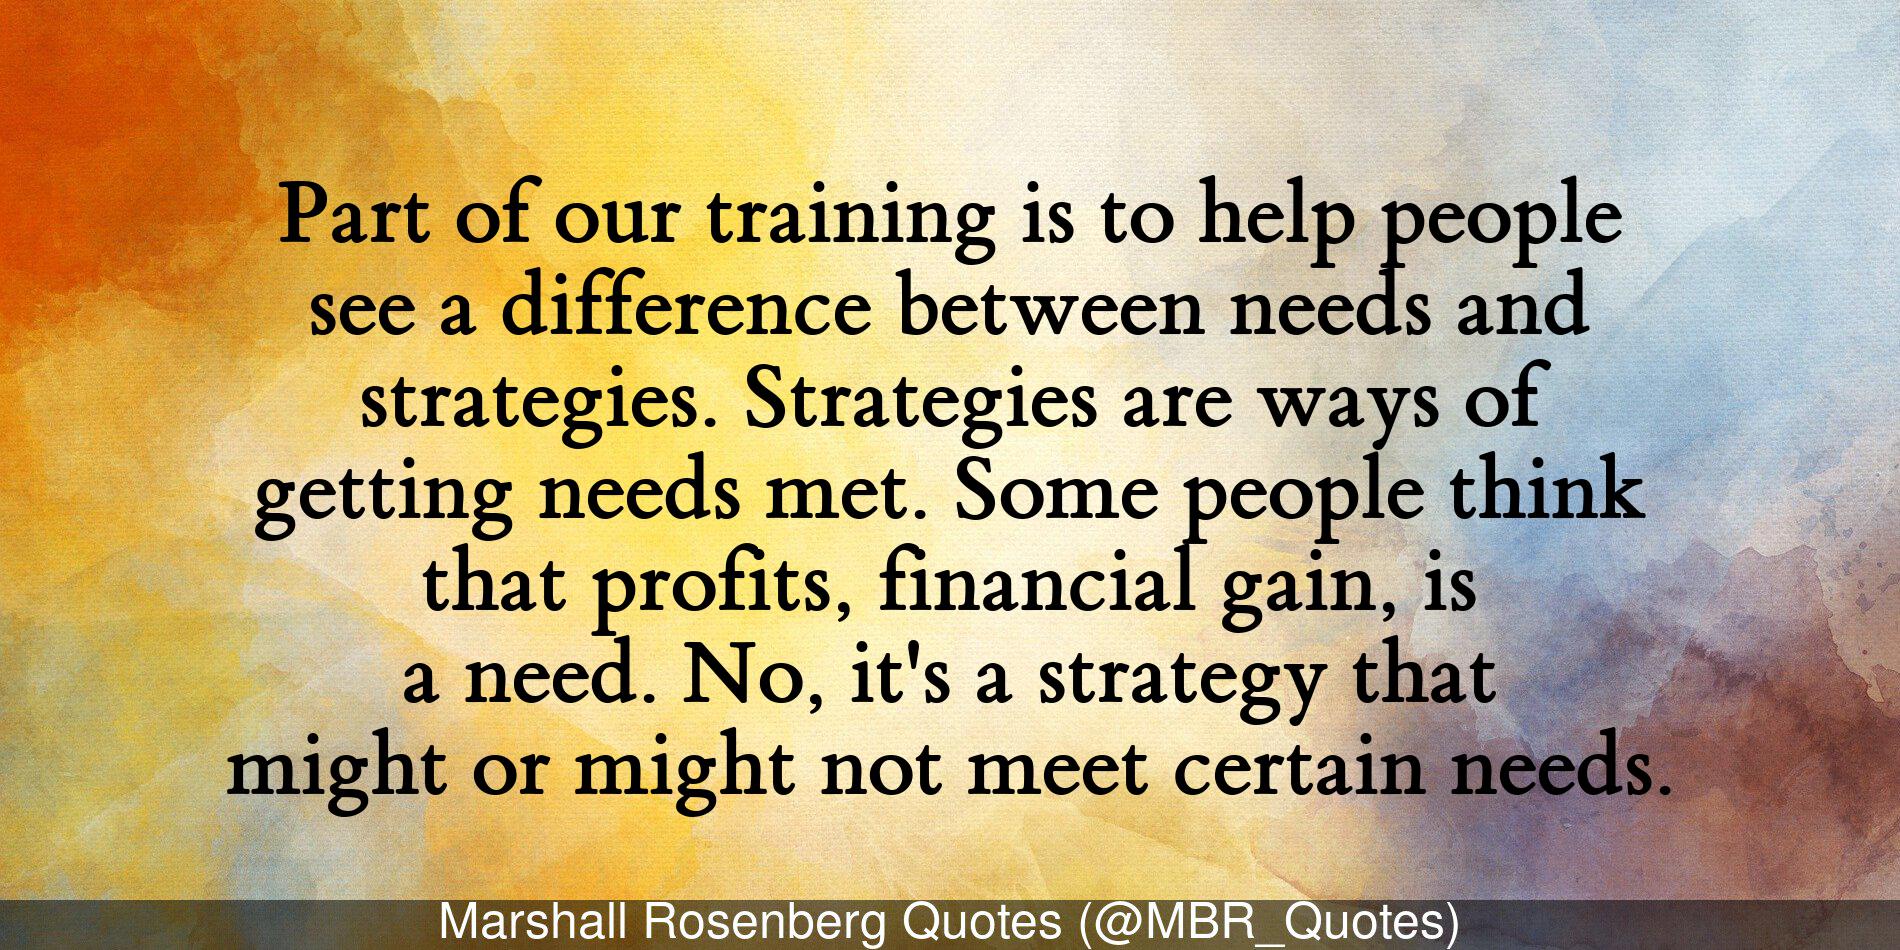 Part of our training is to help people
see a difference between needs and
strategies. Strategies are ways of
getting needs met. Some people think
that profits, financial gain, is
a need. No, it's a strategy that
might or might not meet certain needs.
Marshall Rosenberg Quotes (@MBR_Quotes)